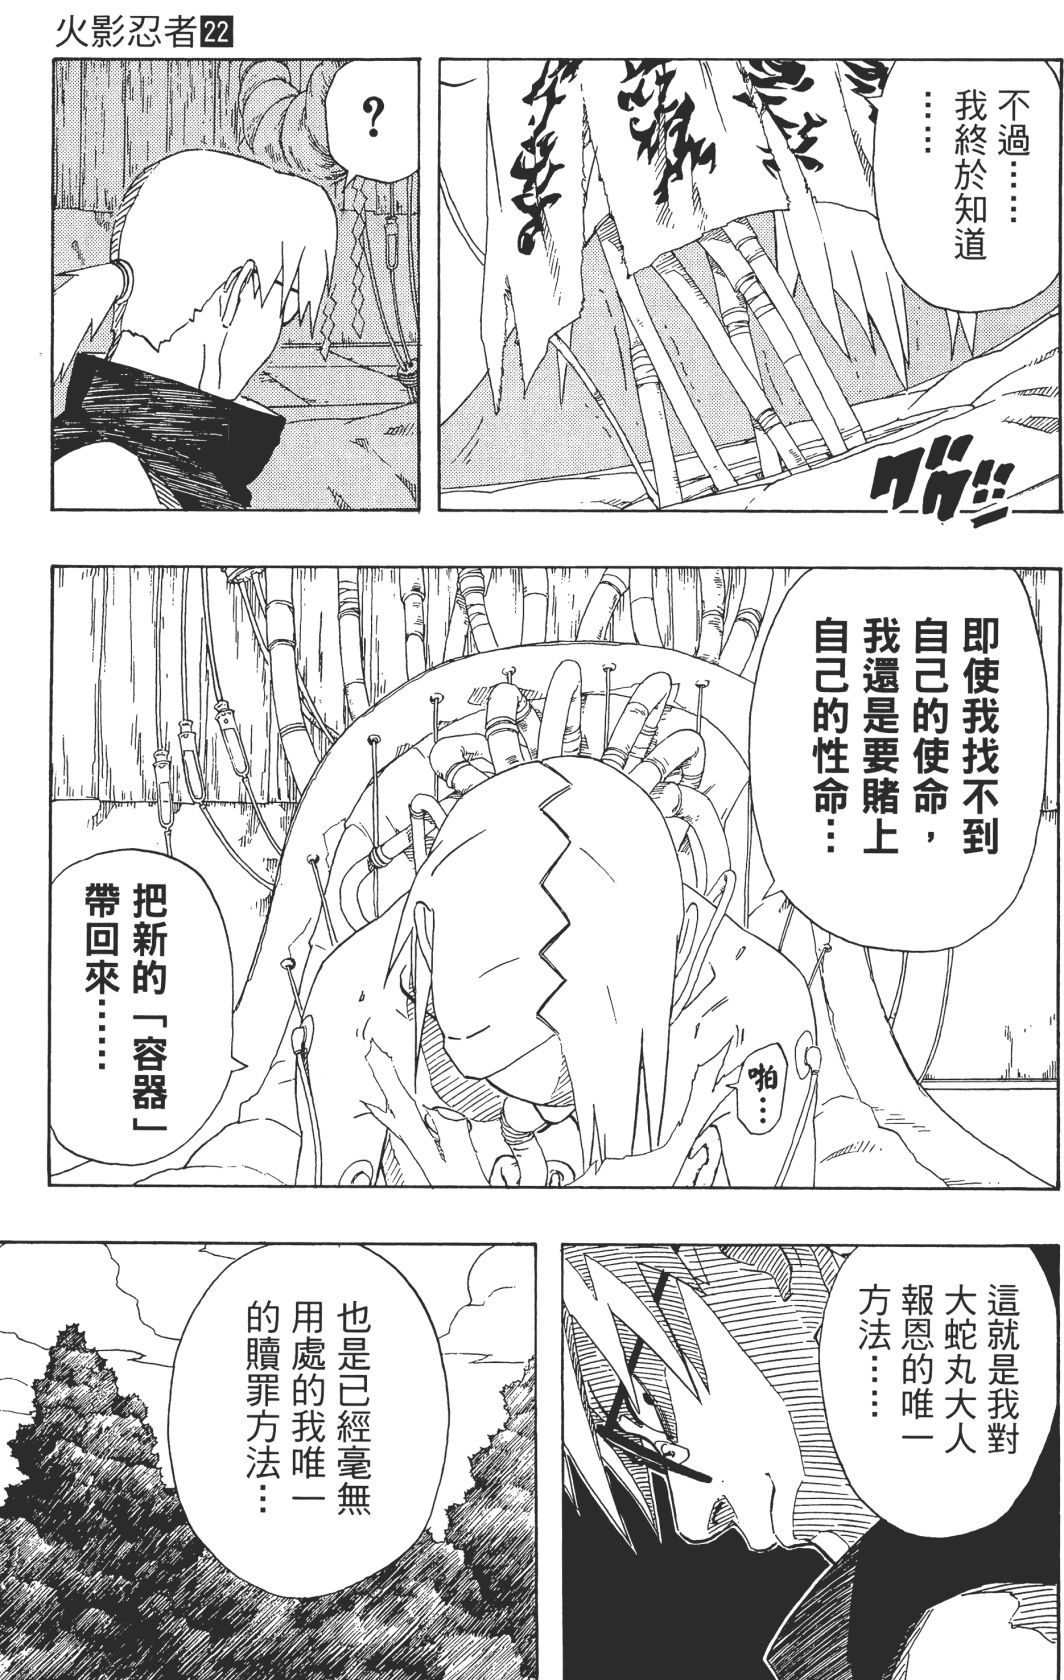 火影忍者22
不過……
我終於知道
……
グググ
?
即使我找不到
自己的使命，
我還是要賭上
自己的性命…
把新的「容器」
帶回來……
啪…
這就是我對
大蛇丸大人
報恩的唯一
方法……
也是已經毫無
用處的我唯一
的贖罪方法…